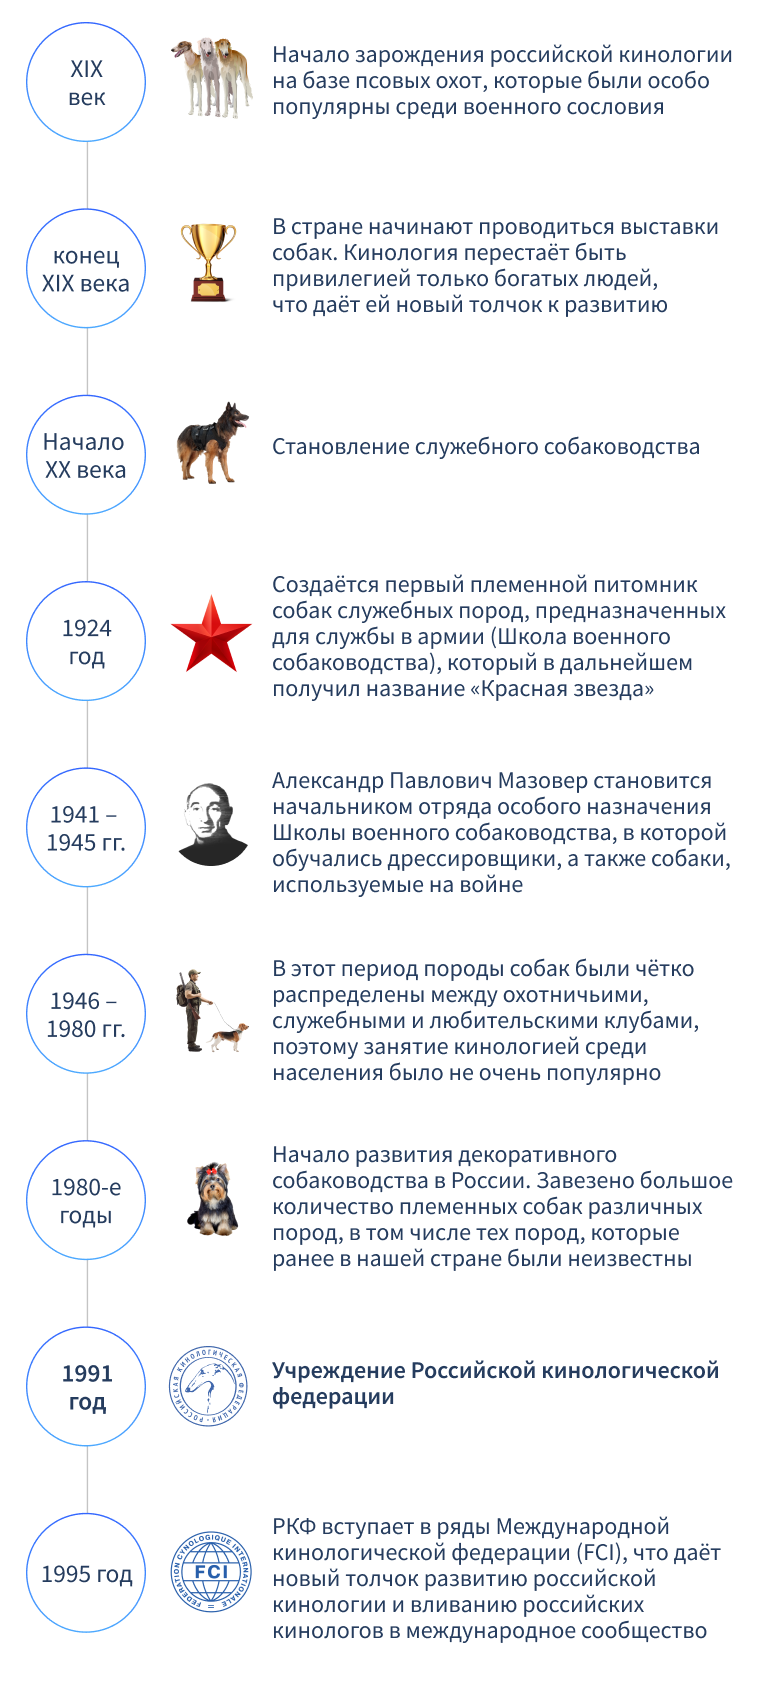 XIX
век
Начало зарождения российской кинологии
на базе псовых охот, которые были особо
популярны среди военного сословия
конец
XIX века
В стране начинают проводиться выставки
собак. Кинология перестаёт быть
привилегией только богатых людей,
что даёт ей новый толчок к развитию
Начало
XX века
Становление служебного собаководства
1924
год
Создаётся первый племенной питомник
собак служебных пород, предназначенных
для службы в армии (Школа военного
собаководства), который в дальнейшем
получил название «Красная звезда»
1941 –
1945 гг.
Александр Павлович Мазовер становится
начальником отряда особого назначения
Школы военного собаководства, в которой
обучались дрессировщики, а также собаки,
используемые на войне
1946 –
1980 гг.
В этот период породы собак были чётко
распределены между охотничьими,
служебными и любительскими клубами,
поэтому занятие кинологией среди
населения было не очень популярно
1980-е
годы
Начало развития декоративного
собаководства в России. Завезено большое
количество племенных собак различных
пород, в том числе тех пород, которые
ранее в нашей стране были неизвестны
1991
год
РОССИЙСКАЯ КИНОЛОГИЧЕСКАЯ ФЕДЕРАЦИЯ
Учреждение Российской кинологической
федерации
1995 год
FEDERATION CYNOLOGIQUE INTERNATIONALE
FCI
РКФ вступает в ряды Международной
кинологической федерации (FCI), что даёт
новый толчок развитию российской
кинологии и вливанию российских
кинологов в международное сообщество